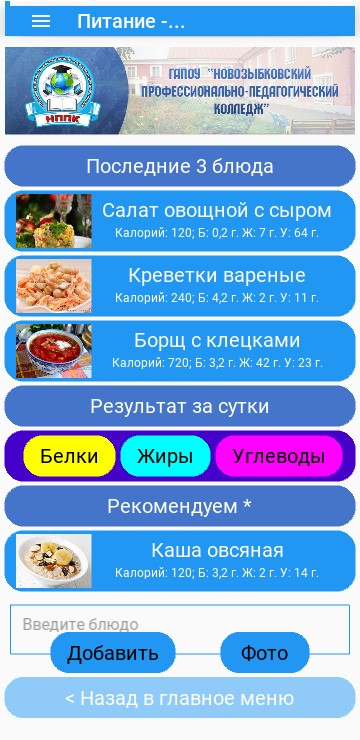 Питание -...
ГАПОУ "НОВОЗЫБКОВСКИЙ
ПРОФЕССИОНАЛЬНО-ПЕДАГОГИЧЕСКИЙ
КОЛЛЕДЖ"
НППК
Последние 3 блюда
Салат овощной с сыром
Калорий: 120; Б: 0,2 г. Ж: 7 г. У: 64 г.
Креветки вареные
Калорий: 240; Б: 4,2 г. Ж: 2 г. У: 11 г.
Борщ с клецками
Калорий: 720; Б: 3,2 г. Ж: 42 г. У: 23 г.
Результат за сутки
Белки Жиры Углеводы
Рекомендуем *
Каша овсяная
Калорий: 120; Б: 3,2 г. Ж: 2 г. У: 14 г.
Введите блюдо
Добавить Фото
< Назад в главное меню